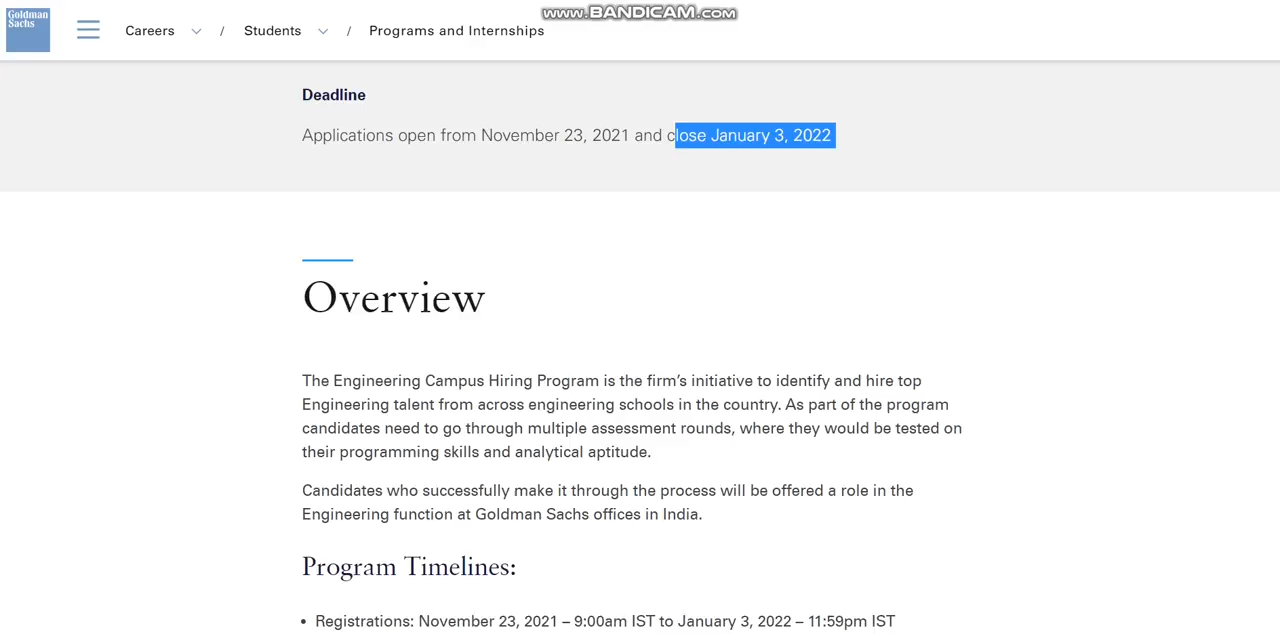 www.BANDICAM.com
Goldman
Sachs
Careers / Students / Programs and Internships
Deadline
Applications open from November 23, 2021 and close January 3, 2022
Overview
The Engineering Campus Hiring Program is the firm’s initiative to identify and hire top
Engineering talent from across engineering schools in the country. As part of the program
candidates need to go through multiple assessment rounds, where they would be tested on
their programming skills and analytical aptitude.
Candidates who successfully make it through the process will be offered a role in the
Engineering function at Goldman Sachs offices in India.
Program Timelines:
• Registrations: November 23, 2021 – 9:00am IST to January 3, 2022 – 11:59pm IST